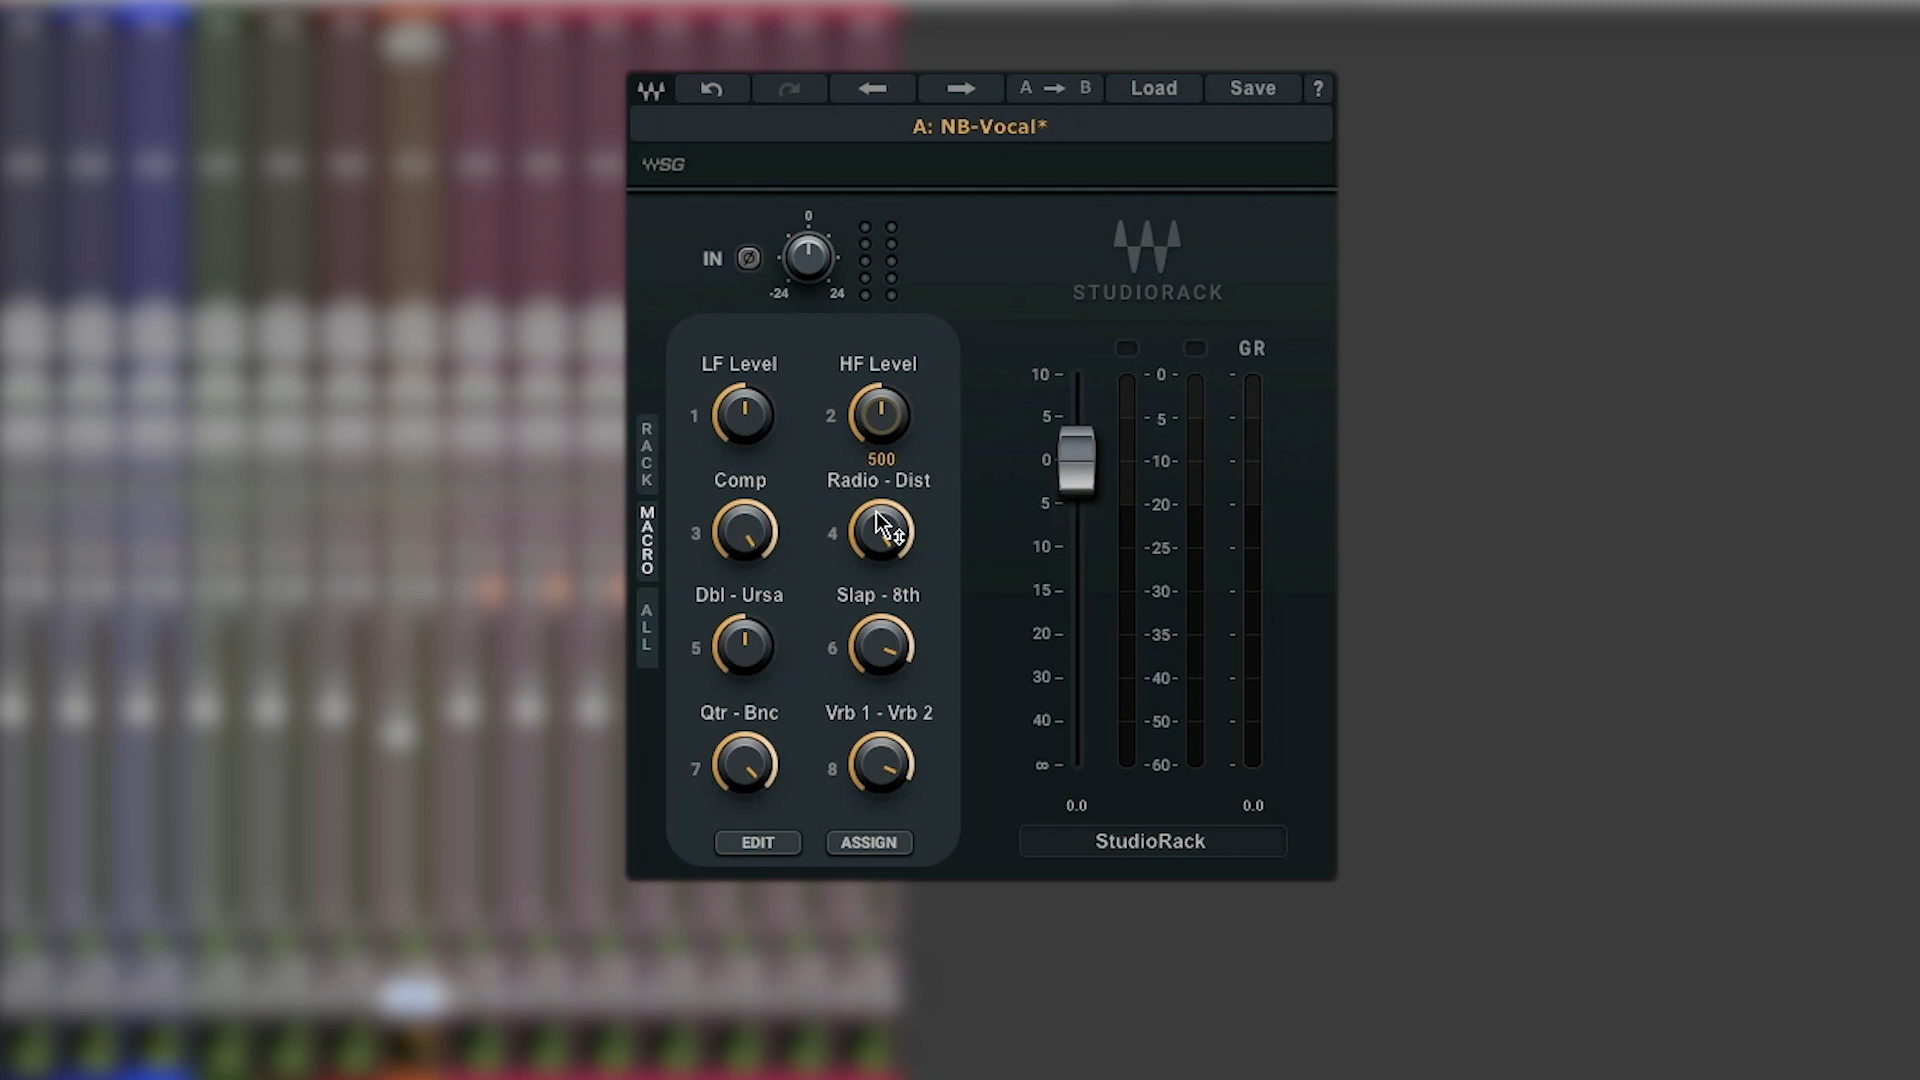 A → B Load Save ?
A: NB-Vocal*
WSG
IN Ø 0 -24 24
STUDIORACK
RACK
MACRO
ALL
LF Level HF Level
1 2
500
Comp Radio - Dist
3 4
Dbl - Ursa Slap - 8th
5 6
Qtr - Bnc Vrb 1 - Vrb 2
7 8
EDIT ASSIGN
GR
10 - - 0 - -
5 - - 5 - -
0 - -10- -
5 - -20- -
10 - -25- -
15 - -30- -
20 - -35- -
30 - -40- -
40 - -50- -
∞ - -60- -
0.0 0.0
StudioRack